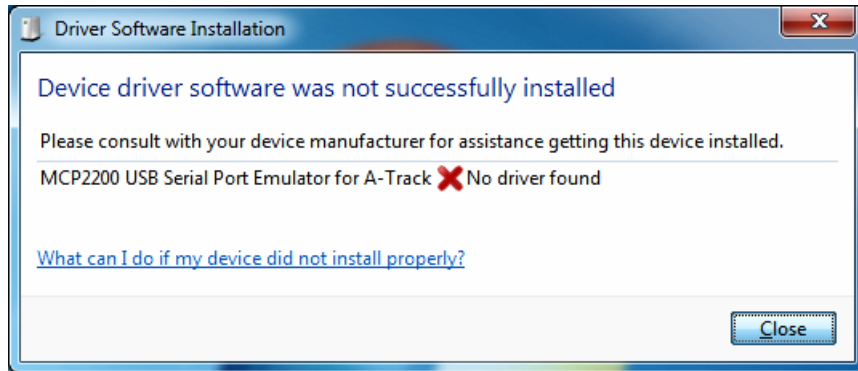 Driver Software Installation
Device driver software was not successfully installed
Please consult with your device manufacturer for assistance getting this device installed.
MCP2200 USB Serial Port Emulator for A-Track No driver found
What can I do if my device did not install properly?
Close